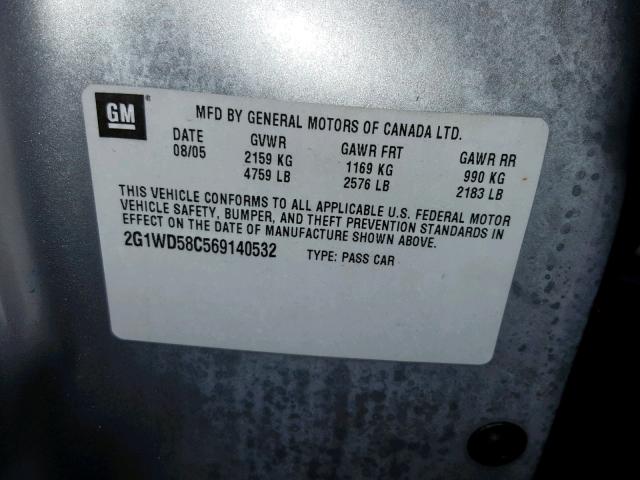 GM ®
MFD BY GENERAL MOTORS OF CANADA LTD.
DATE GVWR GAWR FRT GAWR RR
08/05 2159 KG 1169 KG 990 KG
4759 LB 2576 LB 2183 LB
THIS VEHICLE CONFORMS TO ALL APPLICABLE U.S. FEDERAL MOTOR
VEHICLE SAFETY, BUMPER, AND THEFT PREVENTION STANDARDS IN
EFFECT ON THE DATE OF MANUFACTURE SHOWN ABOVE.
2G1WD58C569140532 TYPE: PASS CAR